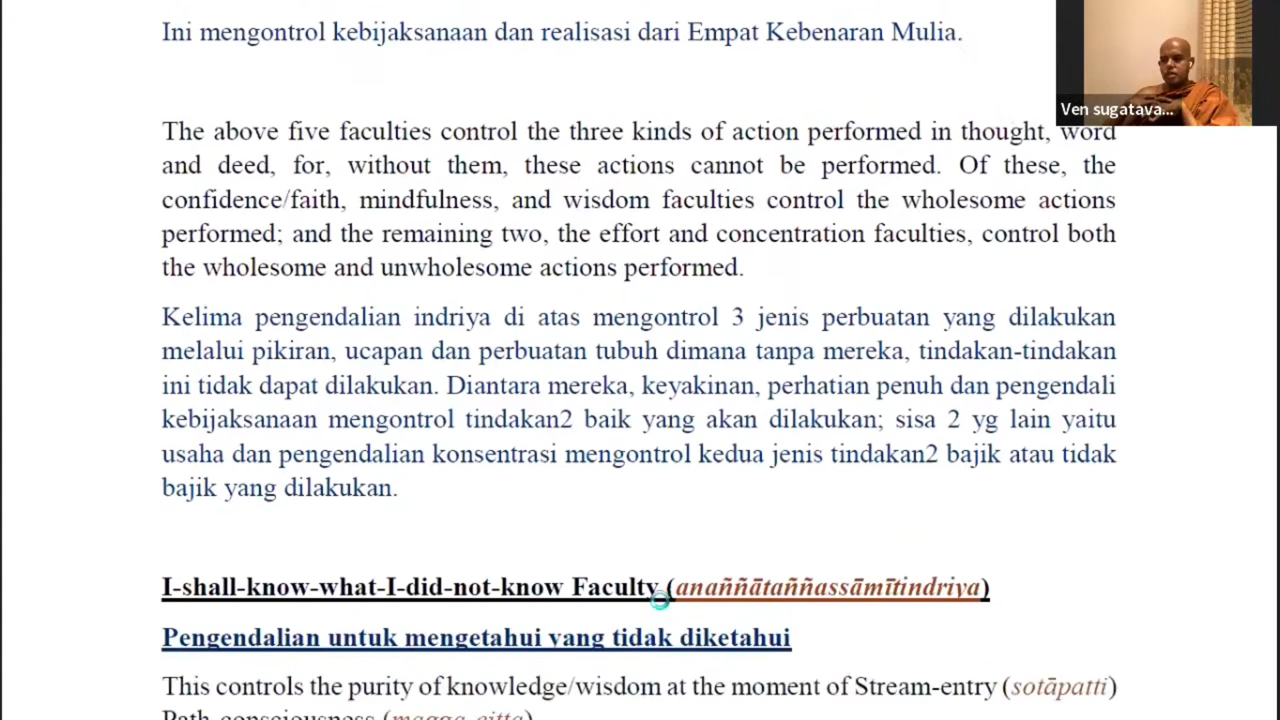 Ini mengontrol kebijaksanaan dan realisasi dari Empat Kebenaran Mulia.
Ven sugatava...
The above five faculties control the three kinds of action performed in thought, word
and deed, for, without them, these actions cannot be performed. Of these, the
confidence/faith, mindfulness, and wisdom faculties control the wholesome actions
performed; and the remaining two, the effort and concentration faculties, control both
the wholesome and unwholesome actions performed.
Kelima pengendalian indriya di atas mengontrol 3 jenis perbuatan yang dilakukan
melalui pikiran, ucapan dan perbuatan tubuh dimana tanpa mereka, tindakan-tindakan
ini tidak dapat dilakukan. Diantara mereka, keyakinan, perhatian penuh dan pengendali
kebijaksanaan mengontrol tindakan2 baik yang akan dilakukan; sisa 2 yg lain yaitu
usaha dan pengendalian konsentrasi mengontrol kedua jenis tindakan2 bajik atau tidak
bajik yang dilakukan.
I-shall-know-what-I-did-not-know Faculty (anaññātaññassāmītindriya)
Pengendalian untuk mengetahui yang tidak diketahui
This controls the purity of knowledge/wisdom at the moment of Stream-entry (sotāpatti)
Path-consciousness (magga-citta)